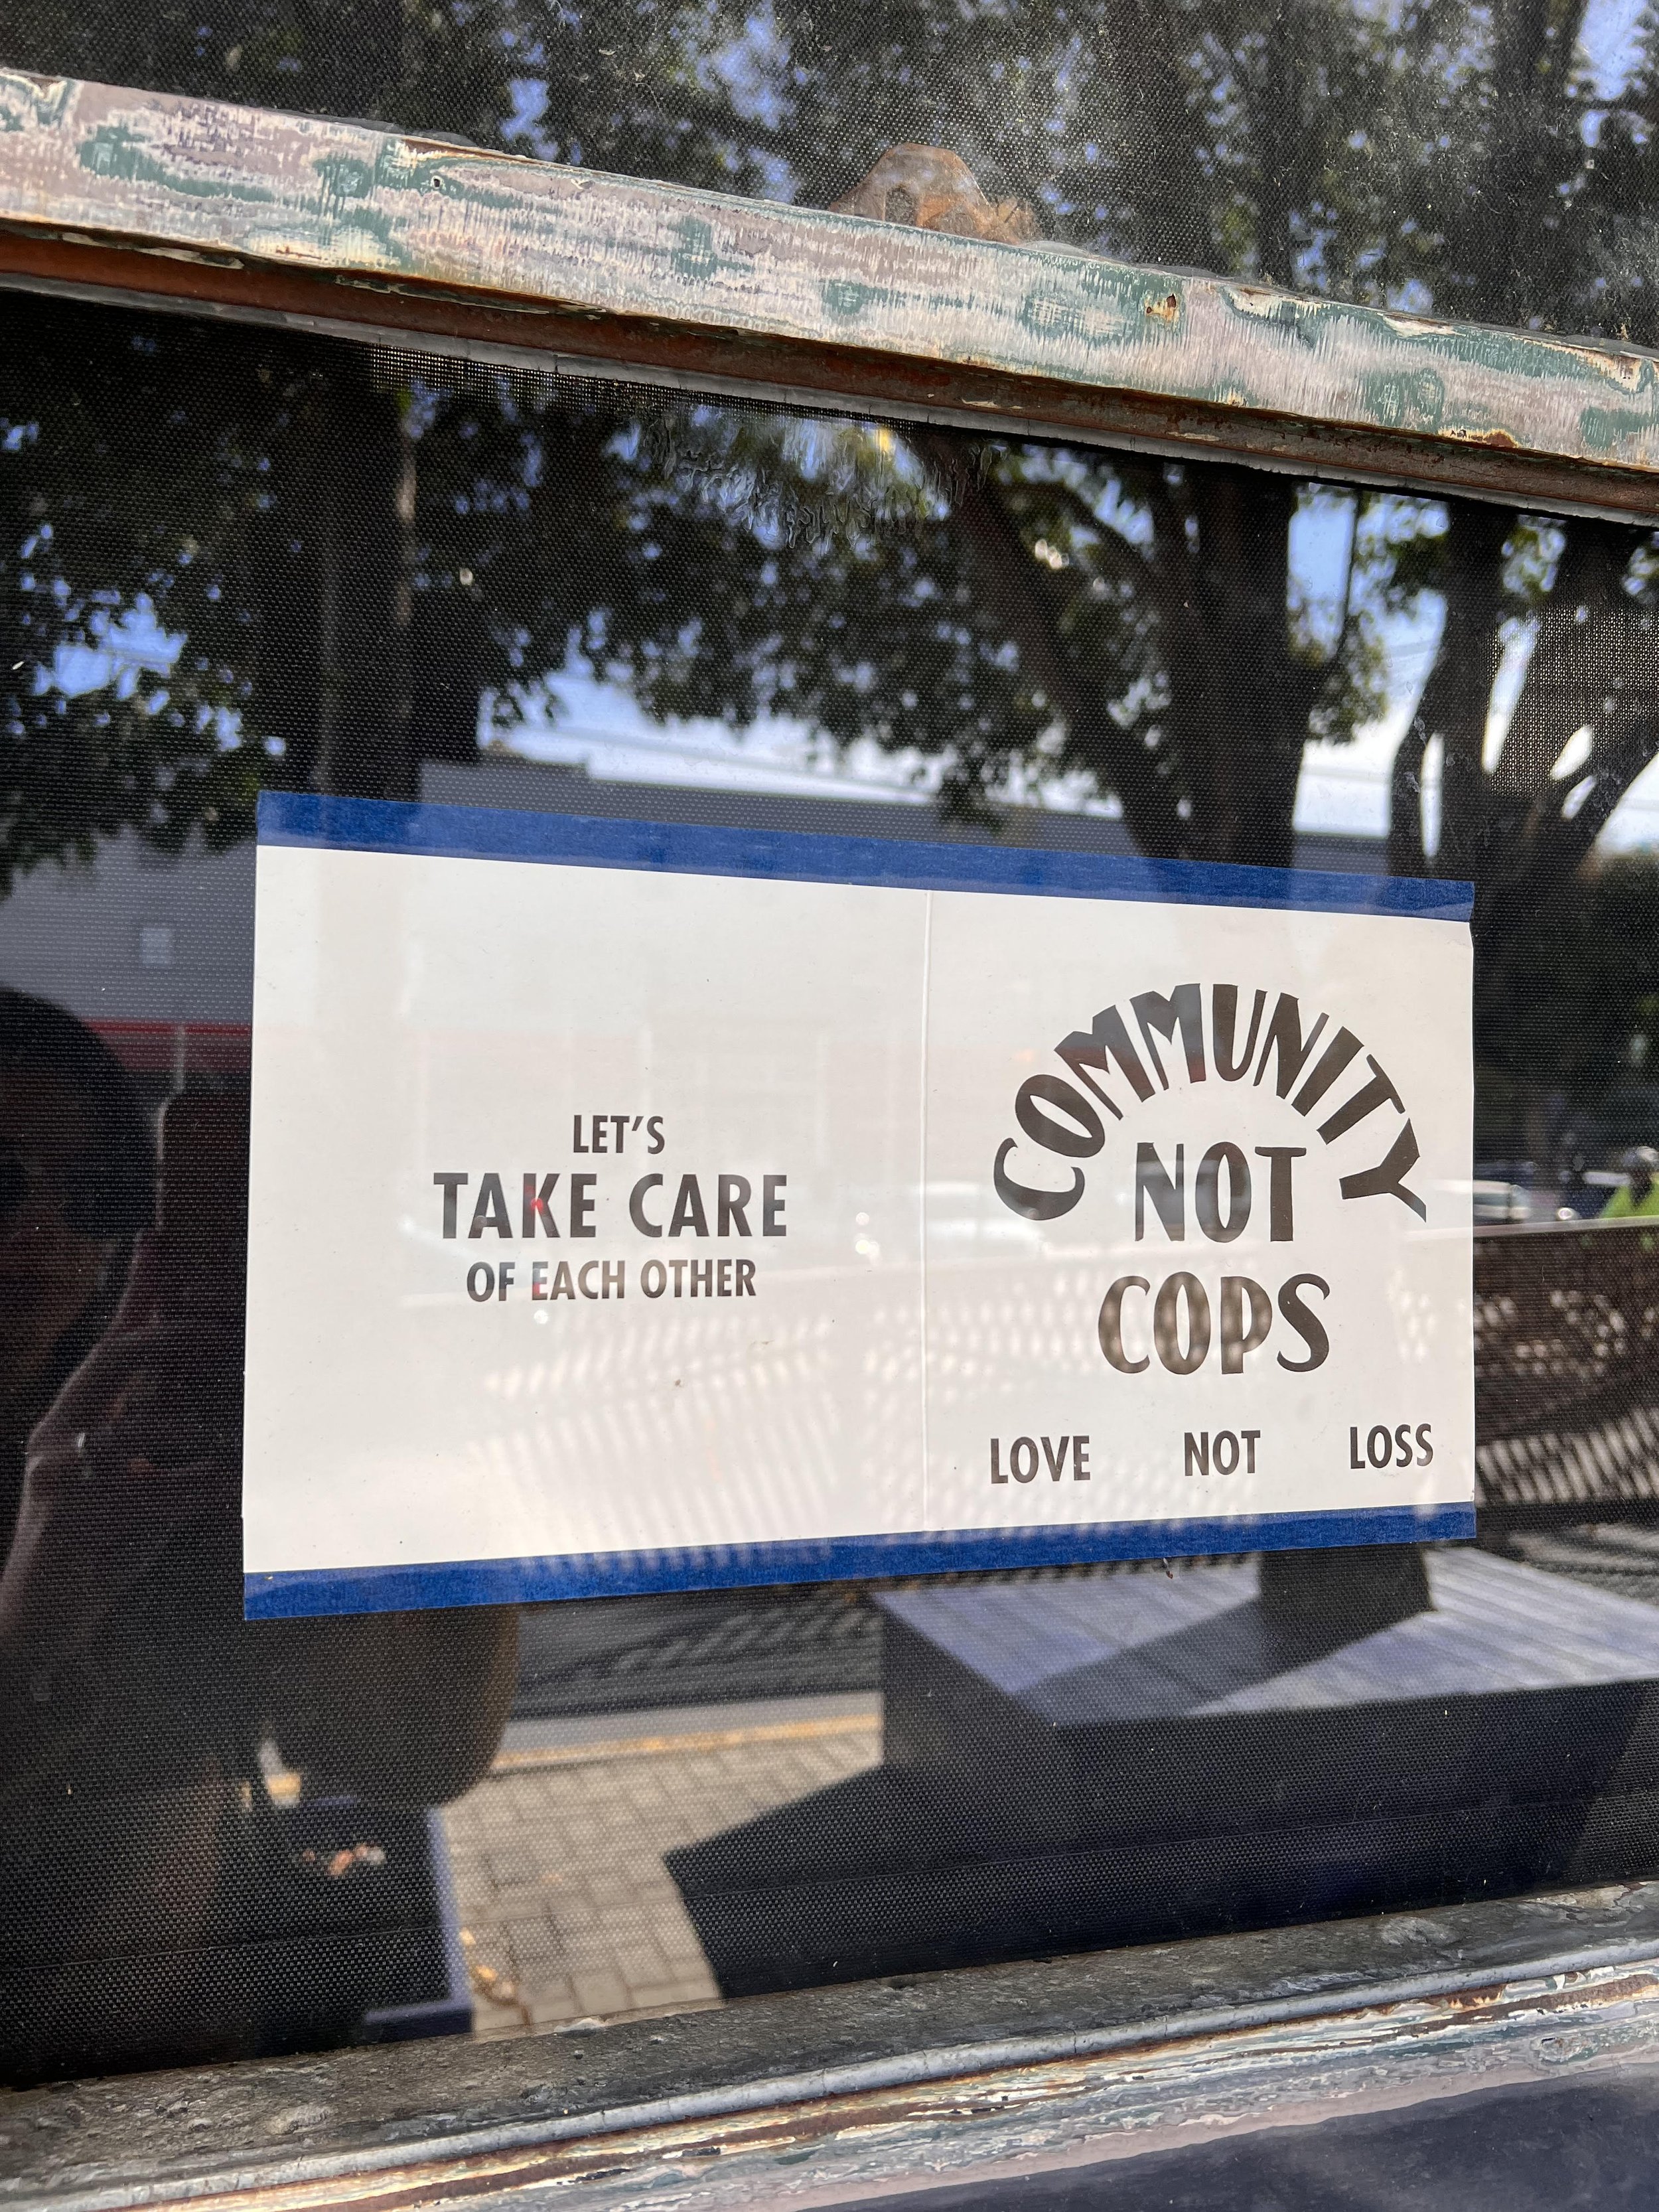 LET'S
TAKE CARE
OF EACH OTHER
COMMUNITY
NOT
COPS
LOVE NOT LOSS